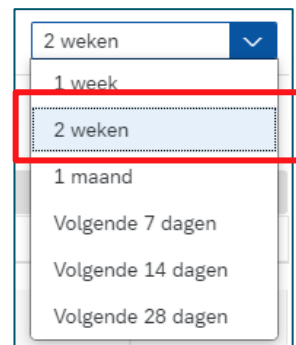 2 weken
1 week
2 weken
1 maand
Volgende 7 dagen
Volgende 14 dagen
Volgende 28 dagen